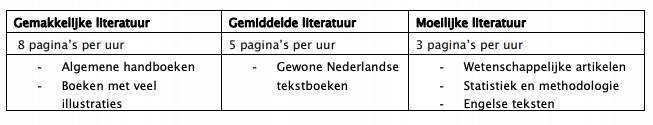 Gemakkelijke literatuur Gemiddelde literatuur Moeilijke literatuur
8 pagina's per uur 5 pagina's per uur 3 pagina's per uur
- Algemene handboeken - Gewone Nederlandse - Wetenschappelijke artikelen
- Boeken met veel tekstboeken - Statistiek en methodologie
illustraties - Engelse teksten